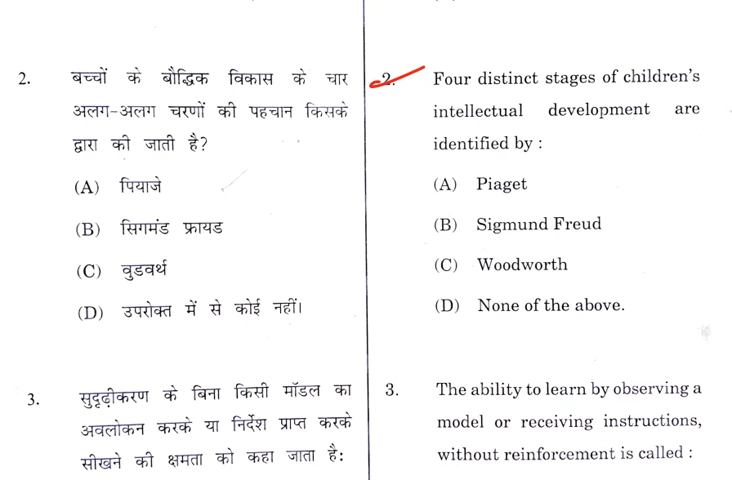 2. बच्चों के बौद्धिक विकास के चार
अलग-अलग चरणों की पहचान किसके
द्वारा की जाती है?
(A) पियाजे
(B) सिगमंड फ्रायड
(C) वुडवर्थ
(D) उपरोक्त में से कोई नहीं।
3. सुदृढ़ीकरण के बिना किसी मॉडल का
अवलोकन करके या निर्देश प्राप्त करके
सीखने की क्षमता को कहा जाता है:
2. Four distinct stages of children's
intellectual development are
identified by :
(A) Piaget
(B) Sigmund Freud
(C) Woodworth
(D) None of the above.
3. The ability to learn by observing a
model or receiving instructions,
without reinforcement is called :